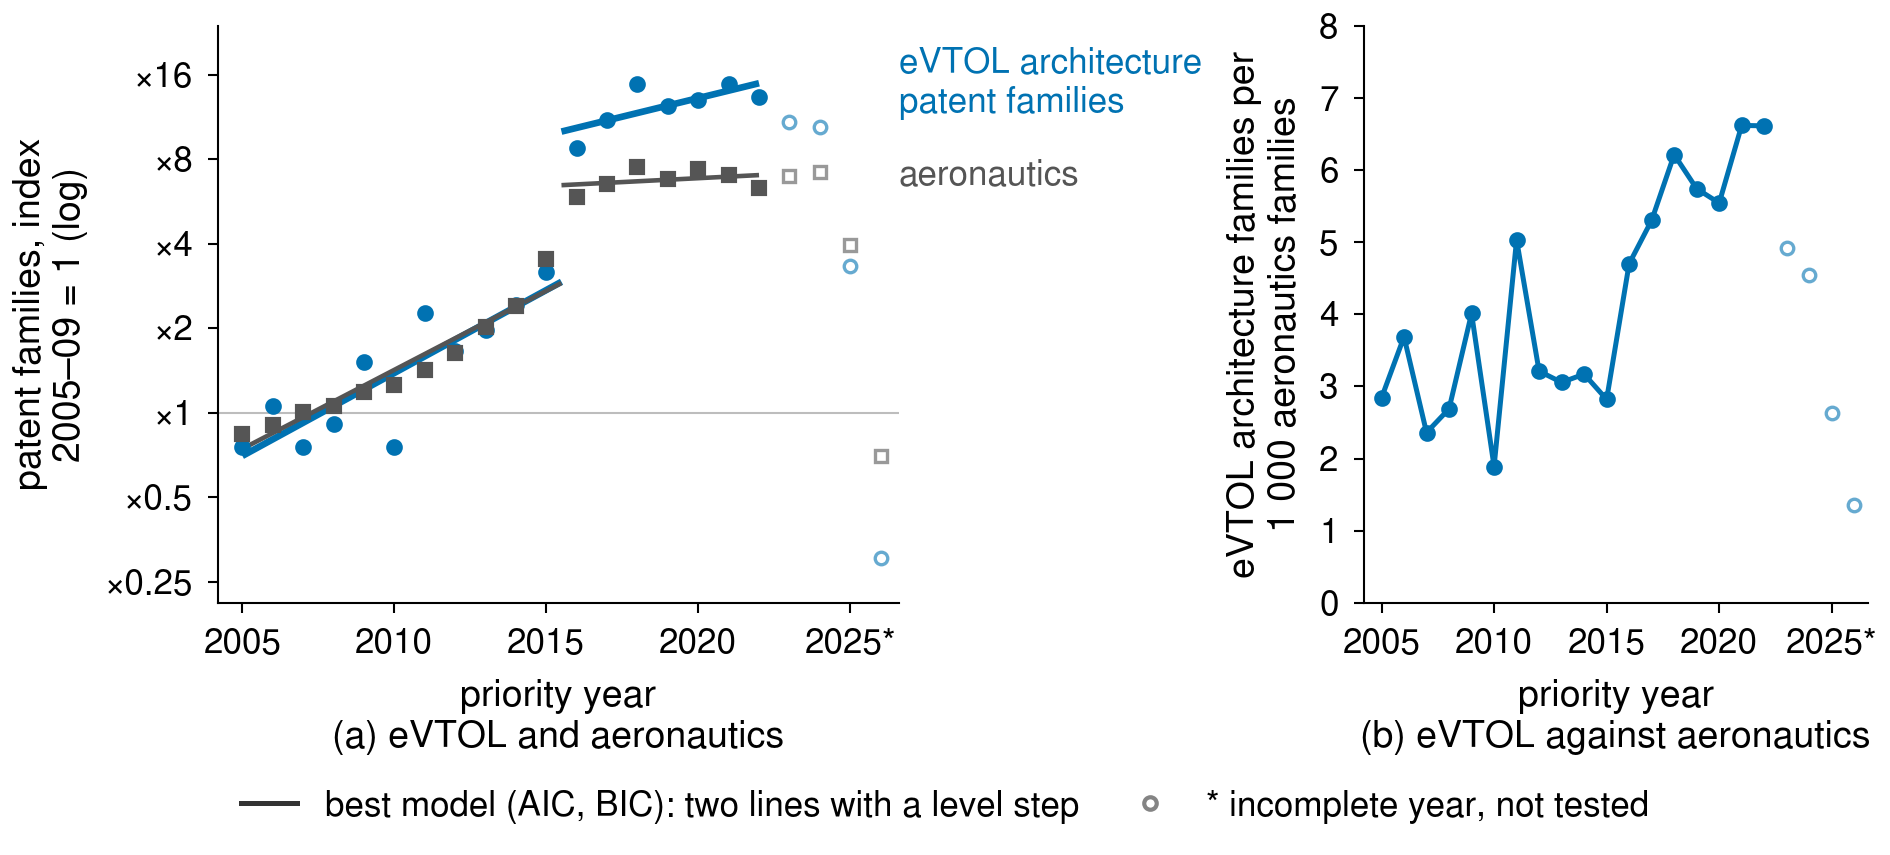 patent families, index
2005–09 = 1 (log)
×16
×8
×4
×2
×1
×0.5
×0.25
2005
2010
2015
2020
2025*
priority year
(a) eVTOL and aeronautics
eVTOL architecture
patent families
aeronautics
eVTOL architecture families per
1 000 aeronautics families
8
7
6
5
4
3
2
1
0
2005
2010
2015
2020
2025*
priority year
(b) eVTOL against aeronautics
best model (AIC, BIC): two lines with a level step
* incomplete year, not tested